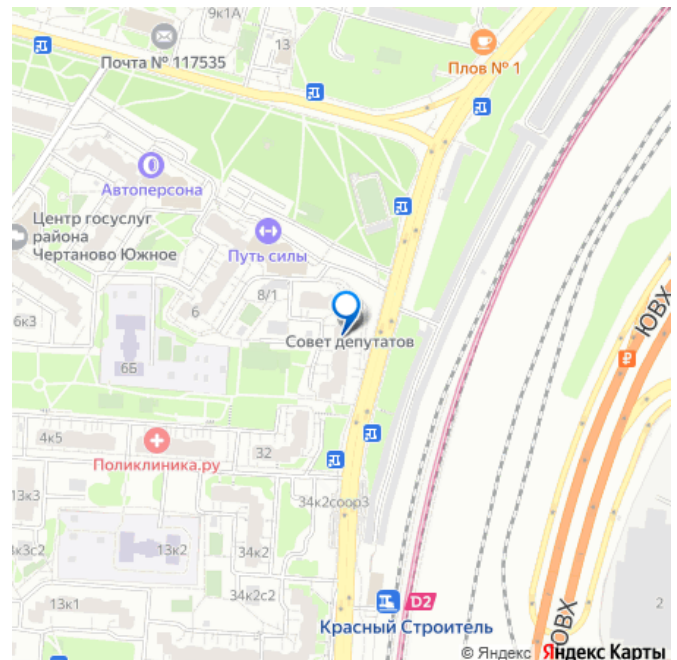 9к1А
13
Почта № 117535
Плов № 1
Автоперсона
Центр госуслуг
района
Чертаново Южное
Путь силы
8/1
6
6к3
Совет депутатов
ЮВХ
6Б
4к5
32
Поликлиника.ру
13к3
34к2соор3
13к2
34к2
34к2с2
13к1
D2
2
Красный Строитель
ЮВХ
© Яндекс Яндекс Карты